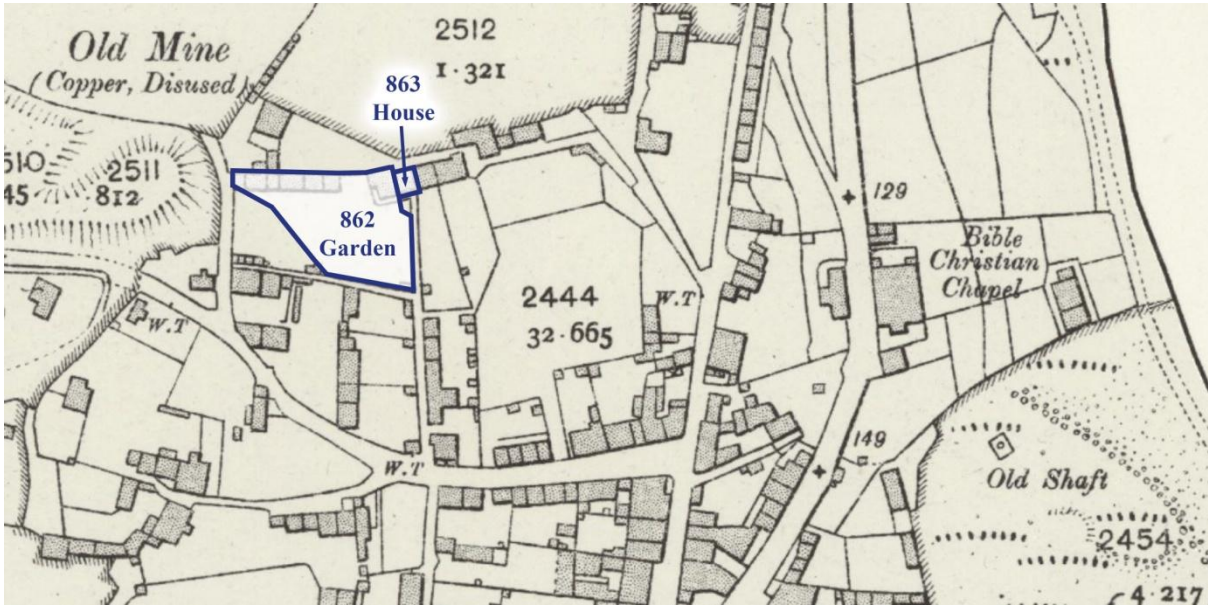 Old Mine
(Copper, Disused)
2512
1·321
863
House
510
45
2511
812
862
Garden
129
Bible
Christian
Chapel
2444
32·665
W.T
W.T
W.T
149
Old Shaft
2454
4·217